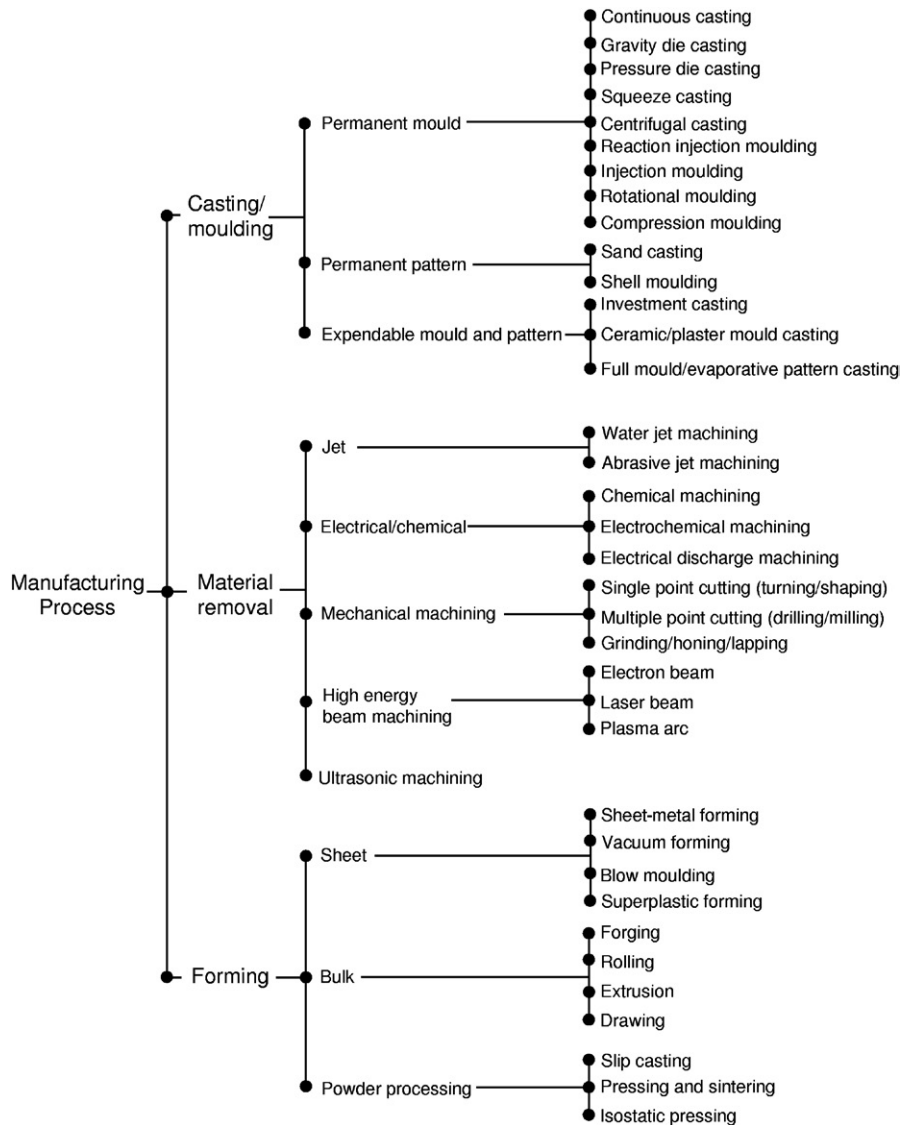 Manufacturing
Process
Casting/
moulding
Permanent mould
Continuous casting
Gravity die casting
Pressure die casting
Squeeze casting
Centrifugal casting
Reaction injection moulding
Injection moulding
Rotational moulding
Compression moulding
Permanent pattern
Sand casting
Shell moulding
Expendable mould and pattern
Investment casting
Ceramic/plaster mould casting
Full mould/evaporative pattern casting
Material
removal
Jet
Water jet machining
Abrasive jet machining
Electrical/chemical
Chemical machining
Electrochemical machining
Electrical discharge machining
Mechanical machining
Single point cutting (turning/shaping)
Multiple point cutting (drilling/milling)
Grinding/honing/lapping
High energy
beam machining
Electron beam
Laser beam
Plasma arc
Ultrasonic machining
Forming
Sheet
Sheet-metal forming
Vacuum forming
Blow moulding
Superplastic forming
Bulk
Forging
Rolling
Extrusion
Drawing
Powder processing
Slip casting
Pressing and sintering
Isostatic pressing